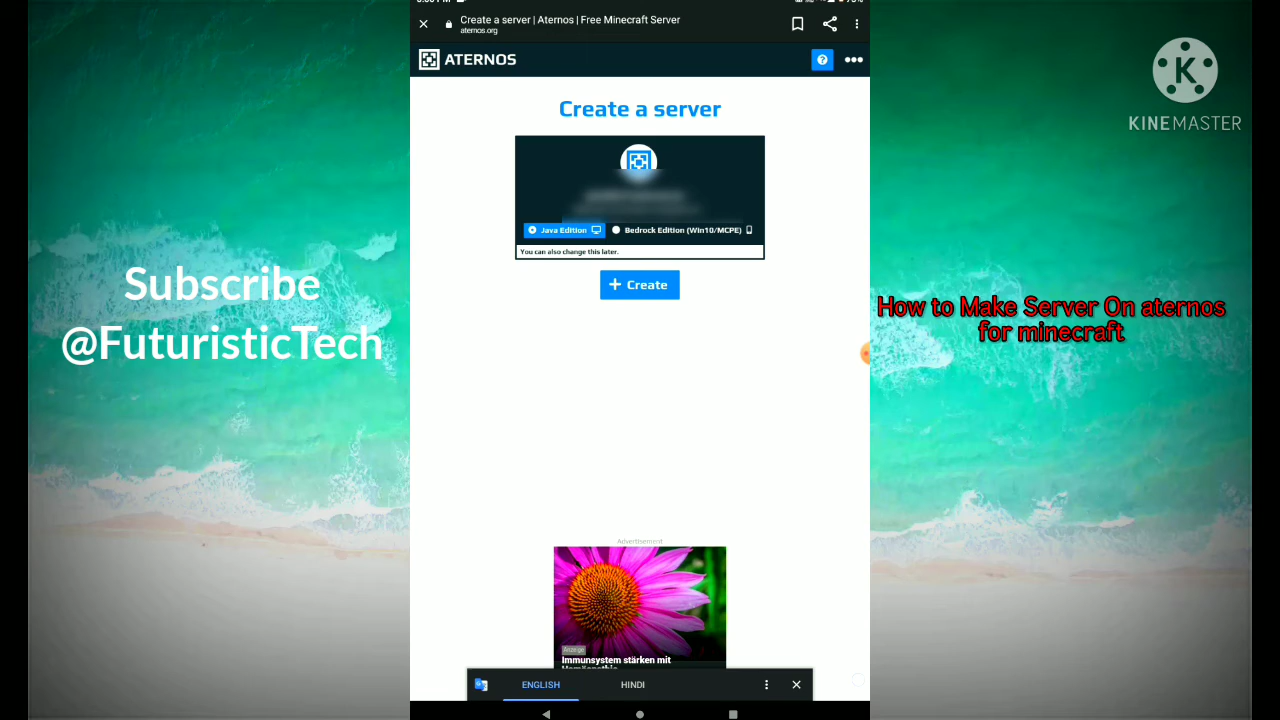 Create a server | Aternos | Free Minecraft Server
aternos.org
ATERNOS
Create a server
Java Edition
Bedrock Edition (Win10/MCPE)
You can also change this later.
+ Create
Advertisement
Anzeige
Immunsystem stärken mit
ENGLISH
HINDI
Subscribe
@FuturisticTech
K
KINEMASTER
How to Make Server On aternos
for minecraft